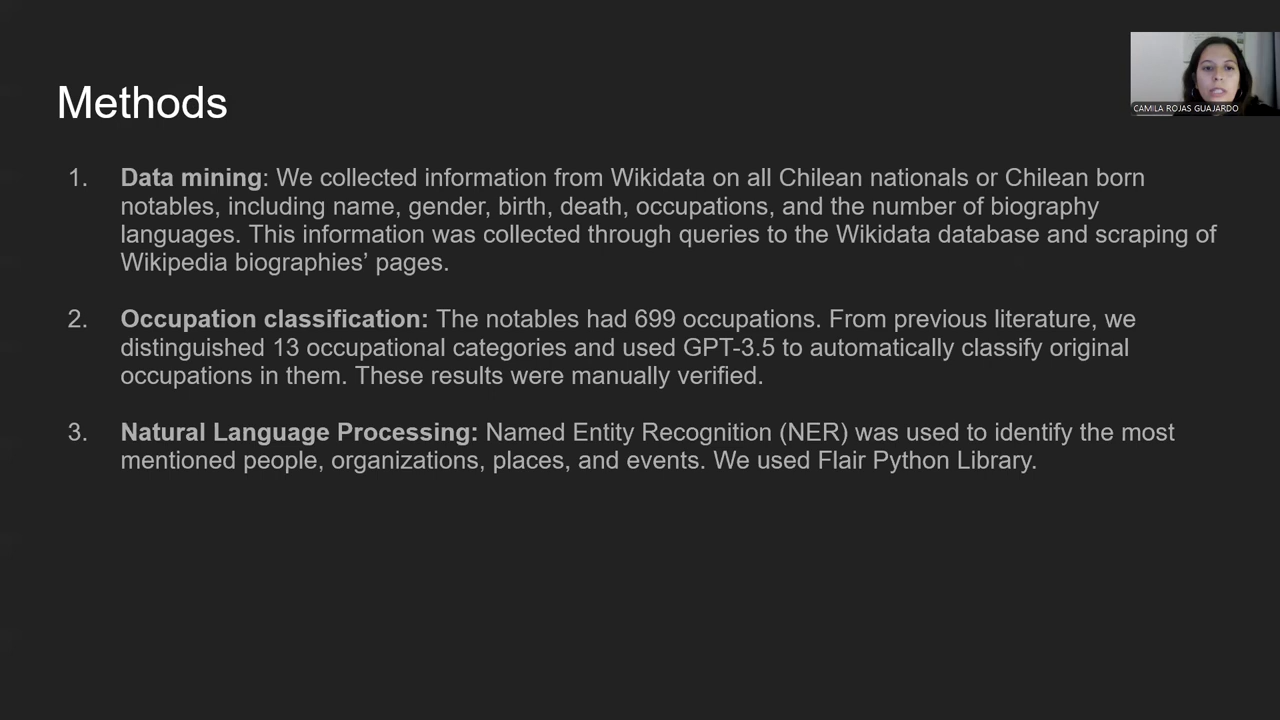 Methods
CAMILA ROJAS GUAJARDO
1. Data mining: We collected information from Wikidata on all Chilean nationals or Chilean born
notables, including name, gender, birth, death, occupations, and the number of biography
languages. This information was collected through queries to the Wikidata database and scraping of
Wikipedia biographies’ pages.
2. Occupation classification: The notables had 699 occupations. From previous literature, we
distinguished 13 occupational categories and used GPT-3.5 to automatically classify original
occupations in them. These results were manually verified.
3. Natural Language Processing: Named Entity Recognition (NER) was used to identify the most
mentioned people, organizations, places, and events. We used Flair Python Library.